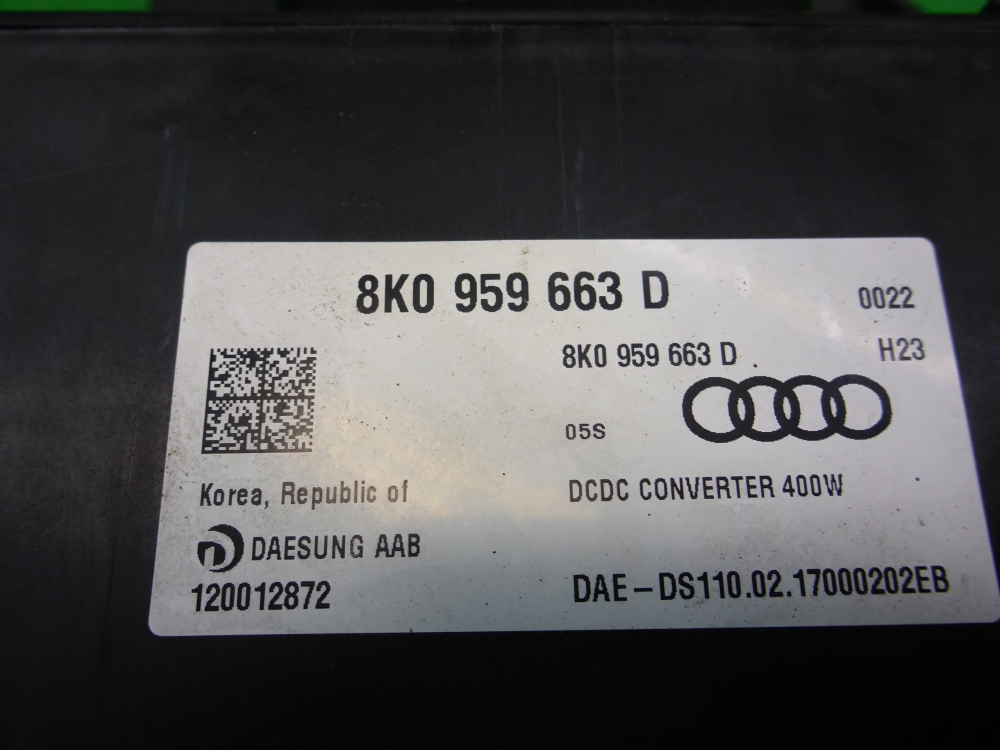 8K0 959 663 D
0022
8K0 959 663 D
H23
05S
Korea, Republic of
DCDC CONVERTER 400W
DAESUNG AAB
120012872
DAE-DS110.02.17000202EB